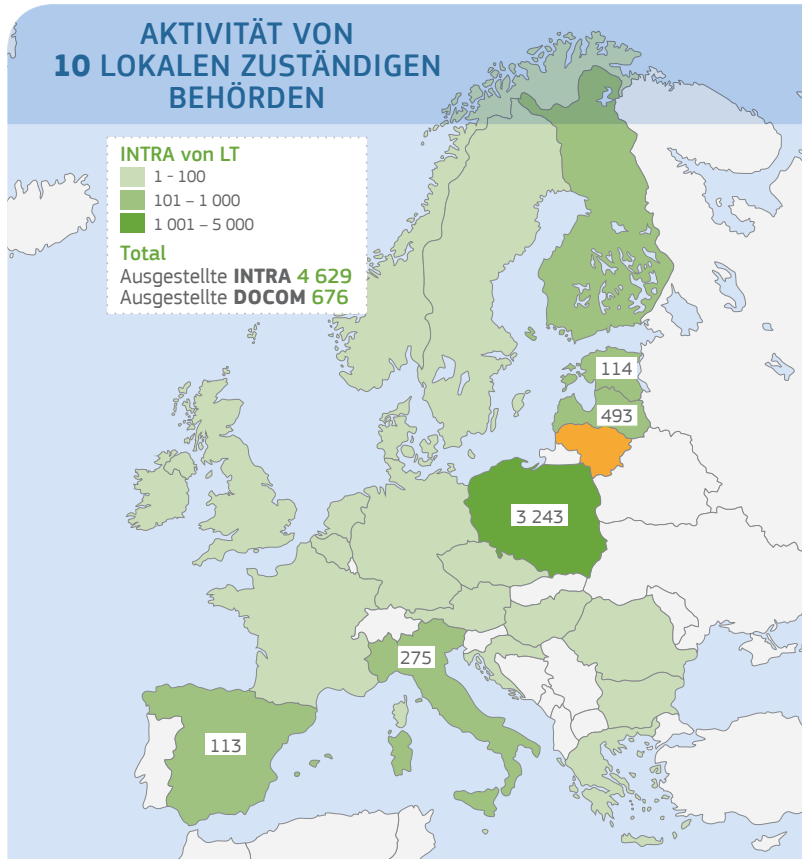 AKTIVITÄT VON
10 LOKALEN ZUSTÄNDIGEN
BEHÖRDEN
INTRA von LT
1 - 100
101 – 1 000
1 001 – 5 000
Total
Ausgestellte INTRA 4 629
Ausgestellte DOCOM 676
114
493
3 243
275
113